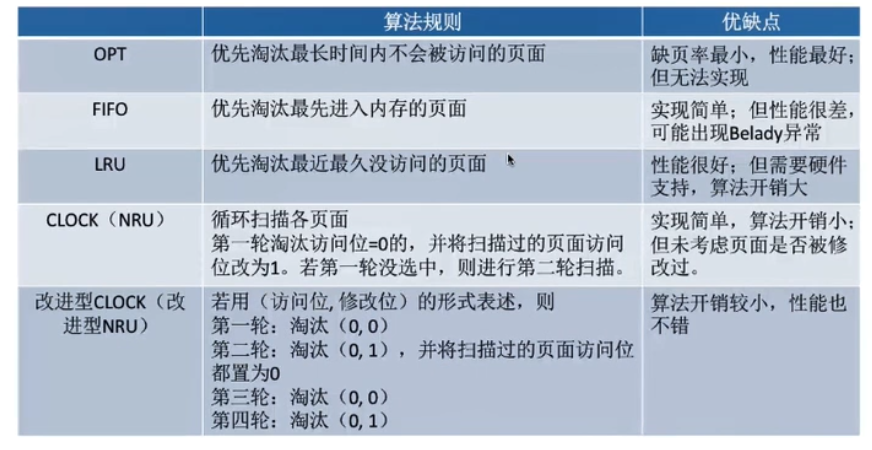 算法规则 优缺点
OPT 优先淘汰最长时间内不会被访问的页面 缺页率最小，性能最好；
但无法实现
FIFO 优先淘汰最先进入内存的页面 实现简单；但性能很差，
可能出现Belady异常
LRU 优先淘汰最近最久没访问的页面 性能很好；但需要硬件
支持，算法开销大
CLOCK（NRU） 循环扫描各页面
第一轮淘汰访问位=0的，并将扫描过的页面访问
位改为1。若第一轮没选中，则进行第二轮扫描。
实现简单，算法开销小；
但未考虑页面是否被修
改过。
改进型CLOCK（改
进型NRU）
若用（访问位, 修改位）的形式表述，则
第一轮：淘汰（0, 0）
第二轮：淘汰（0, 1），并将扫描过的页面访问位
都置为0
第三轮：淘汰（0, 0）
第四轮：淘汰（0, 1）
算法开销较小，性能也
不错